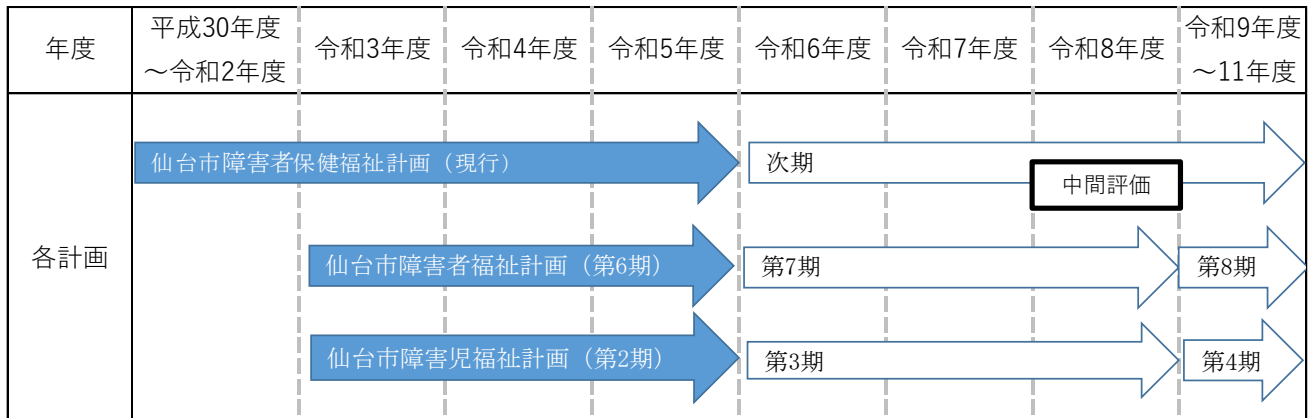 年度
平成30年度
～令和2年度
令和3年度
令和4年度
令和5年度
令和6年度
令和7年度
令和8年度
令和9年度
～11年度
各計画
仙台市障害者保健福祉計画（現行）
次期
中間評価
仙台市障害者福祉計画（第6期）
第7期
第8期
仙台市障害児福祉計画（第2期）
第3期
第4期